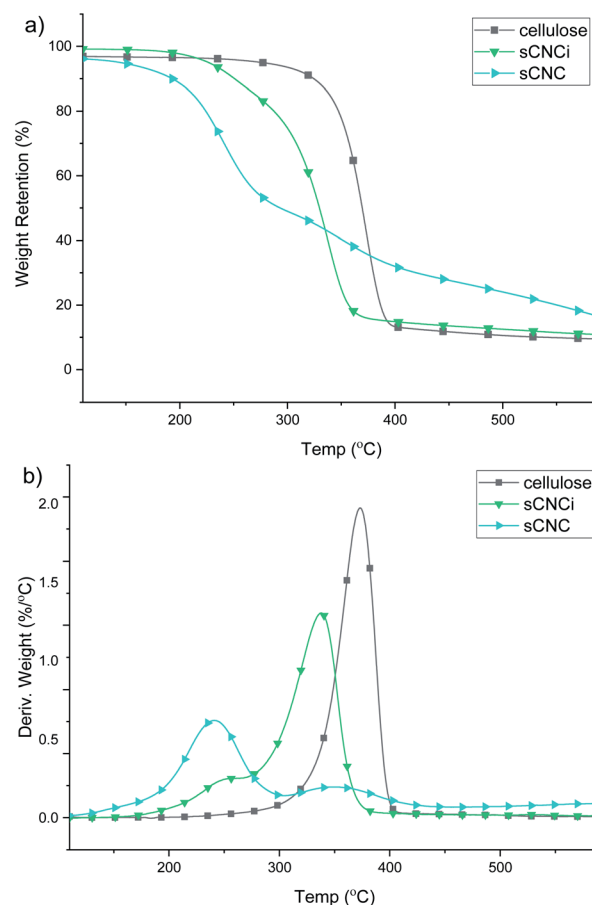 a)
cellulose
sCNCi
sCNC
100
80
60
40
20
0
Weight Retention (%)
200 300 400 500
Temp (°C)
b)
cellulose
sCNCi
sCNC
2.0
1.5
1.0
0.5
0.0
Deriv. Weight (%/°C)
200 300 400 500
Temp (°C)